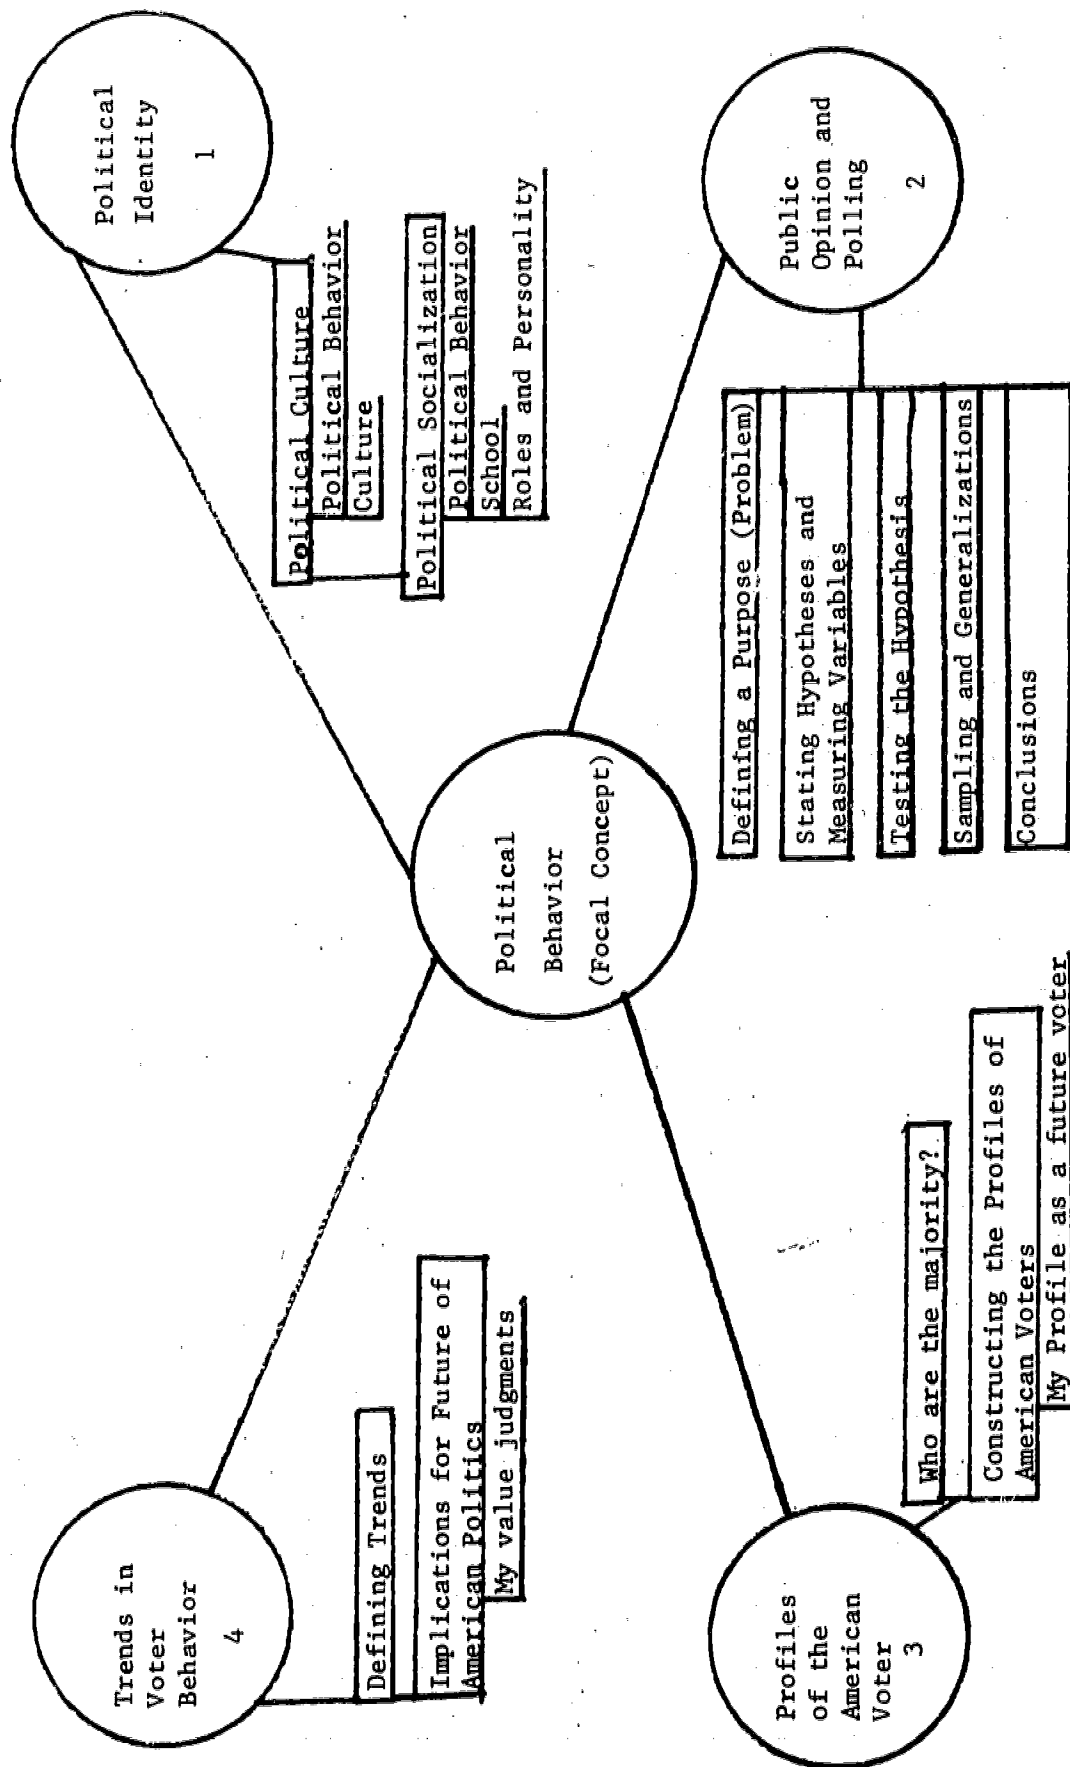 Political
Identity
1
Political Culture
Political Behavior
Culture
Political Socialization
Political Behavior
School
Roles and Personality
Public
Opinion and
Polling
2
Defining a Purpose (Problem)
Stating Hypotheses and
Measuring Variables
Testing the Hypothesis
Sampling and Generalizations
Conclusions
Political
Behavior
(Focal Concept)
Profiles
of the
American
Voter
3
Who are the majority?
Constructing the Profiles of
American Voters
My Profile as a future voter
Trends in
Voter
Behavior
4
Defining Trends
Implications for Future of
American Politics
My value judgments